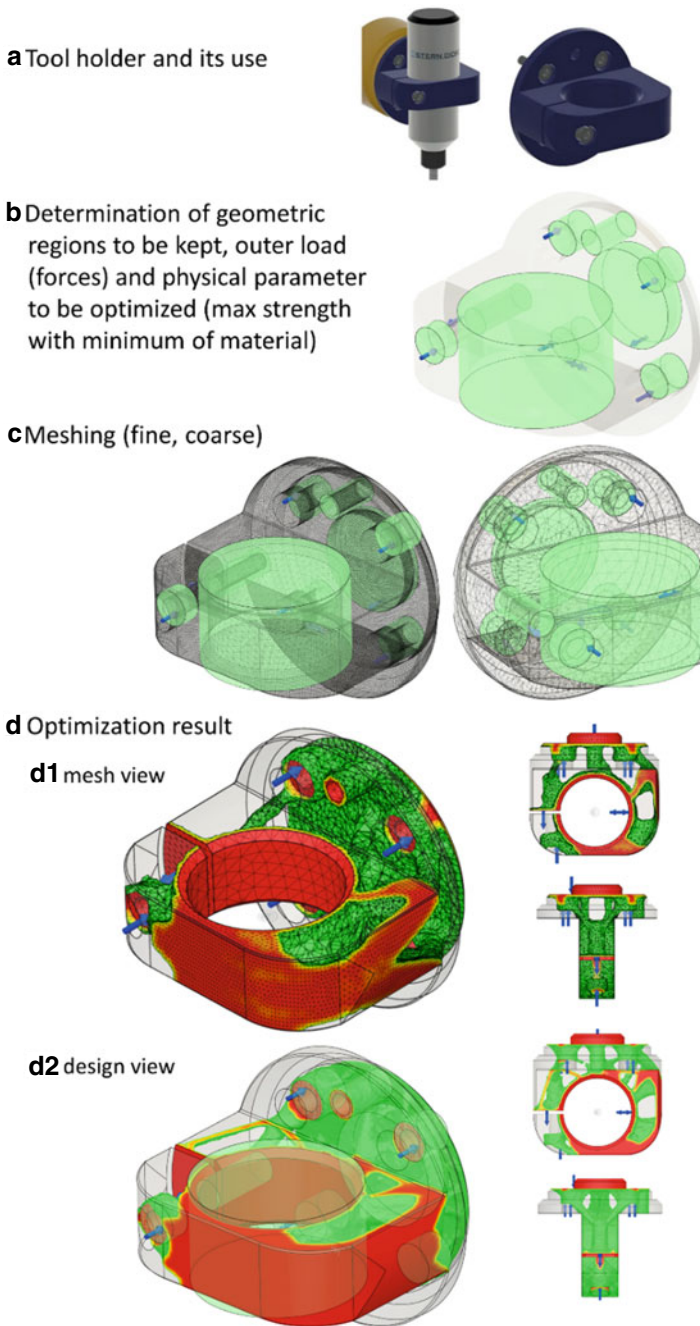 a Tool holder and its use
b Determination of geometric
regions to be kept, outer load
(forces) and physical parameter
to be optimized (max strength
with minimum of material)
c Meshing (fine, coarse)
d Optimization result
d1 mesh view
d2 design view